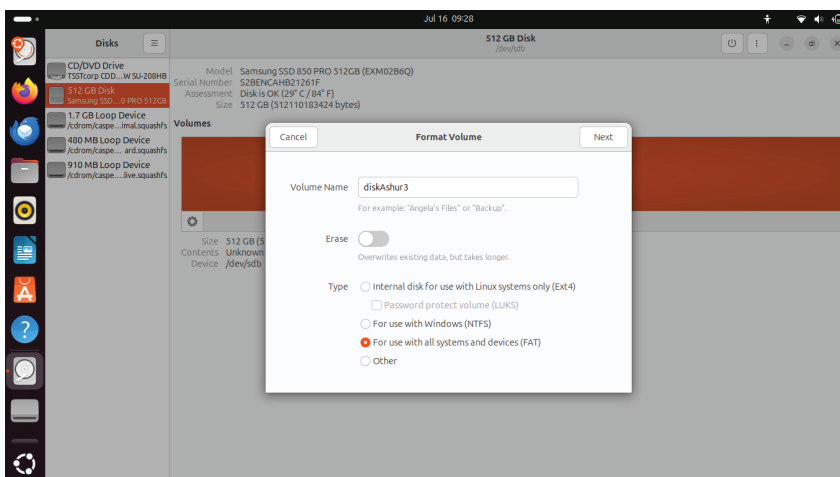 Jul 16 09:28
Disks
512 GB Disk
/dev/sdb
CD/DVD Drive
TSSTcorp CDD...W SU-208HB
512 GB Disk
Samsung SSD...0 PRO 512GB
1.7 GB Loop Device
/cdrom/caspe...imal.squashfs
480 MB Loop Device
/cdrom/caspe... ard.squashfs
910 MB Loop Device
/cdrom/caspe....live.squashfs
Model Samsung SSD 850 PRO 512GB (EXM02B6Q)
Serial Number S2BENCAHB21261F
Assessment Disk is OK (29° C / 84° F)
Size 512 GB (512110183424 bytes)
Volumes
Size 512 GB (5
Contents Unknown
Device /dev/sdb
Cancel
Format Volume
Next
Volume Name diskAshur3
For example: "Angela's Files" or "Backup".
Erase
Overwrites existing data, but takes longer.
Type Internal disk for use with Linux systems only (Ext4)
Password protect volume (LUKS)
For use with Windows (NTFS)
For use with all systems and devices (FAT)
Other